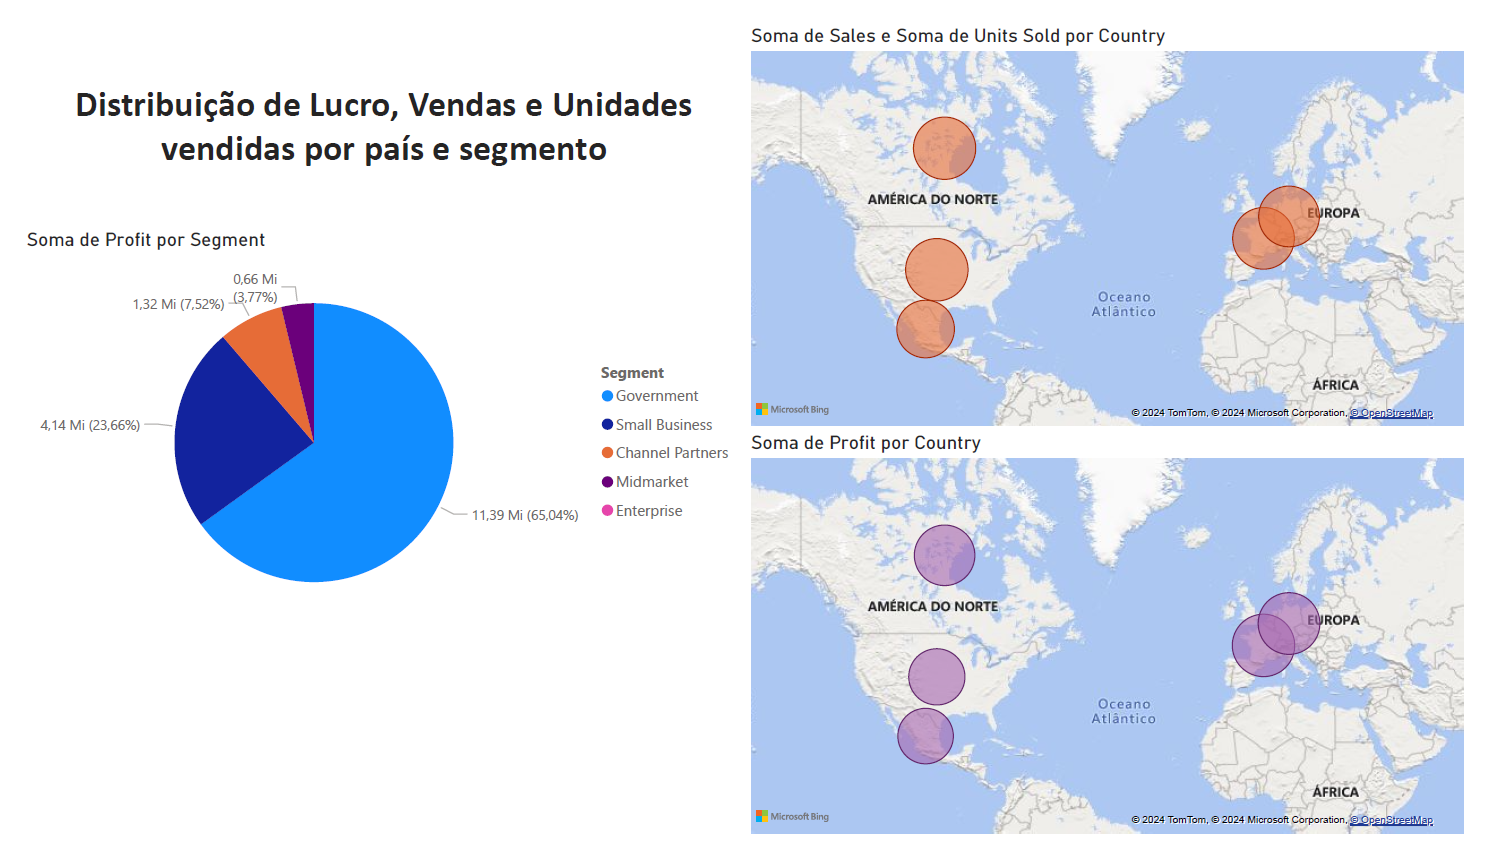 Distribuição de Lucro, Vendas e Unidades
vendidas por país e segmento
Soma de Profit por Segment
0,66 Mi
(3,77%)
1,32 Mi (7,52%)
4,14 Mi (23,66%)
11,39 Mi (65,04%)
Segment
Government
Small Business
Channel Partners
Midmarket
Enterprise
Soma de Sales e Soma de Units Sold por Country
AMÉRICA DO NORTE
EUROPA
Oceano
Atlântico
ÁFRICA
Microsoft Bing
© 2024 TomTom, © 2024 Microsoft Corporation, © OpenStreetMap
Soma de Profit por Country
AMÉRICA DO NORTE
EUROPA
Oceano
Atlântico
ÁFRICA
Microsoft Bing
© 2024 TomTom, © 2024 Microsoft Corporation, © OpenStreetMap